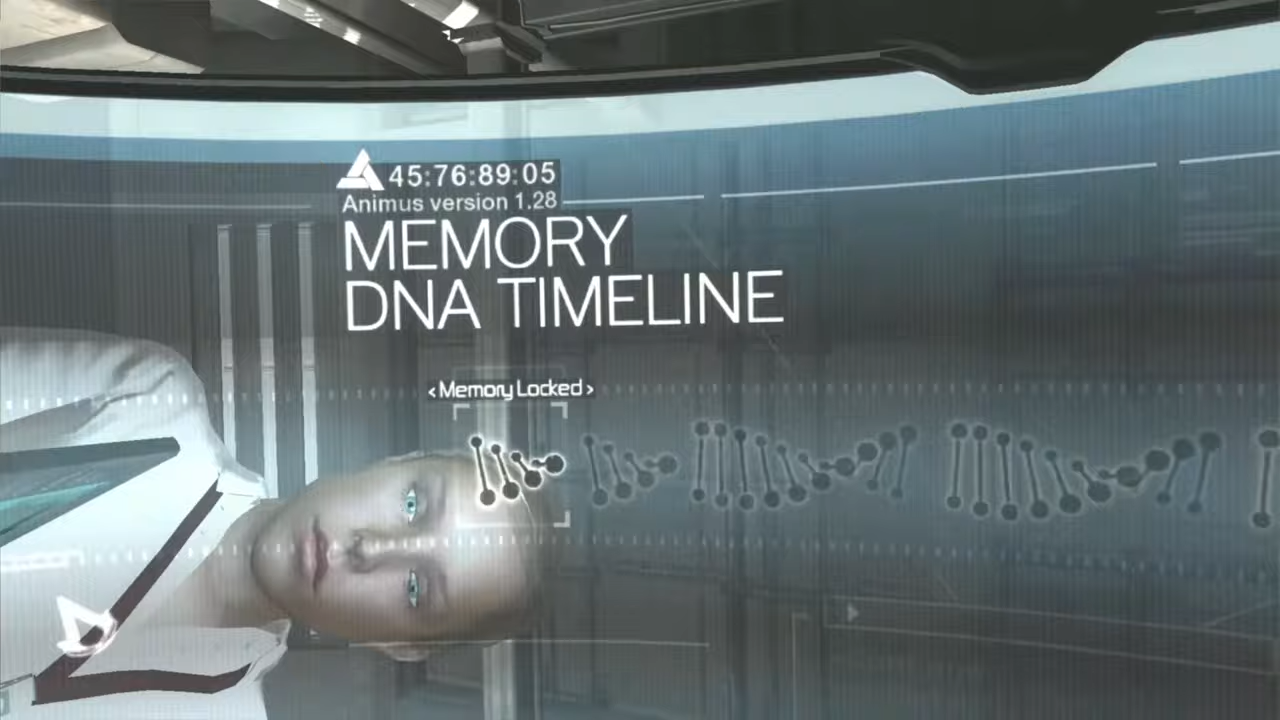 45:76:89:05
Animus version 1.28
MEMORY
DNA TIMELINE
< Memory Locked >